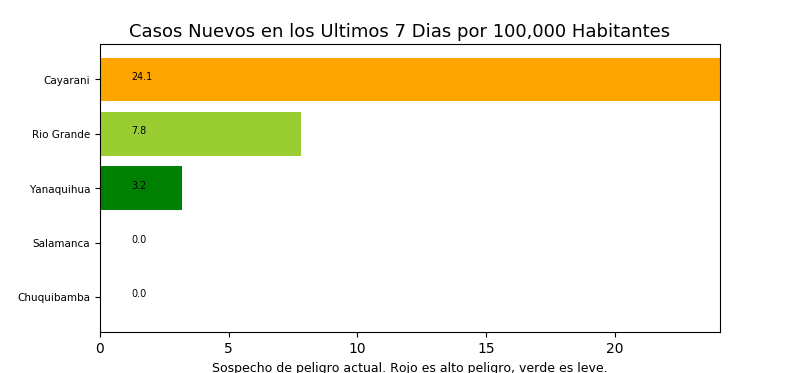 Casos Nuevos en los Ultimos 7 Dias por 100,000 Habitantes
Cayarani 24.1
Rio Grande 7.8
Yanaquihua 3.2
Salamanca 0.0
Chuquibamba 0.0
0 5 10 15 20
Sospecho de peligro actual. Rojo es alto peligro, verde es leve.